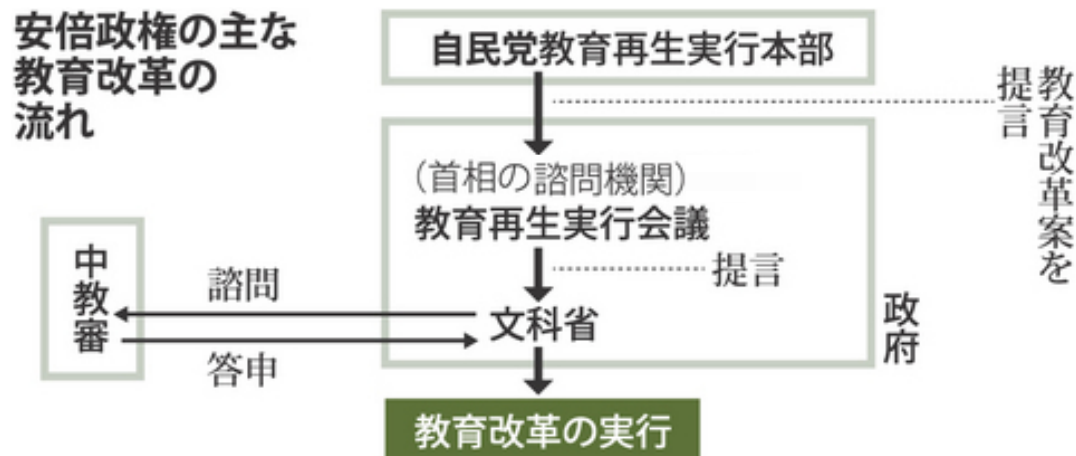 安倍政権の主な
教育改革の
流れ
自民党教育再生実行本部
教育改革案を
提言
(首相の諮問機関)
教育再生実行会議
提言
中教審
諮問
文科省
政府
答申
教育改革の実行